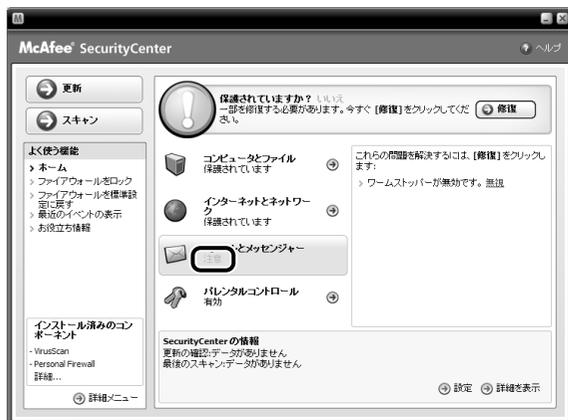 McAfee® SecurityCenter
ヘルプ
更新
スキャン
よく使う機能
ホーム
ファイアウォールをロック
ファイアウォールを標準設
定に戻す
最近のイベントの表示
お役立ち情報
インストール済みのコン
ポーネント
- VirusScan
- Personal Firewall
詳細...
詳細メニュー
保護されていますか? いいえ
一部を修復する必要があります。今すぐ [修復] をクリックしてくだ
さい。
修復
コンピュータとファイル
保護されています
インターネットとネットワー
ク
保護されています
とメッセンジャー
注意
パレンタルコントロール
有効
これらの問題を解決するには、[修復] をクリックし
ます:
ワームストッパーが無効です。 無視
SecurityCenter の情報
更新の確認:データがありません
最後のスキャン:データがありません
設定
詳細を表示